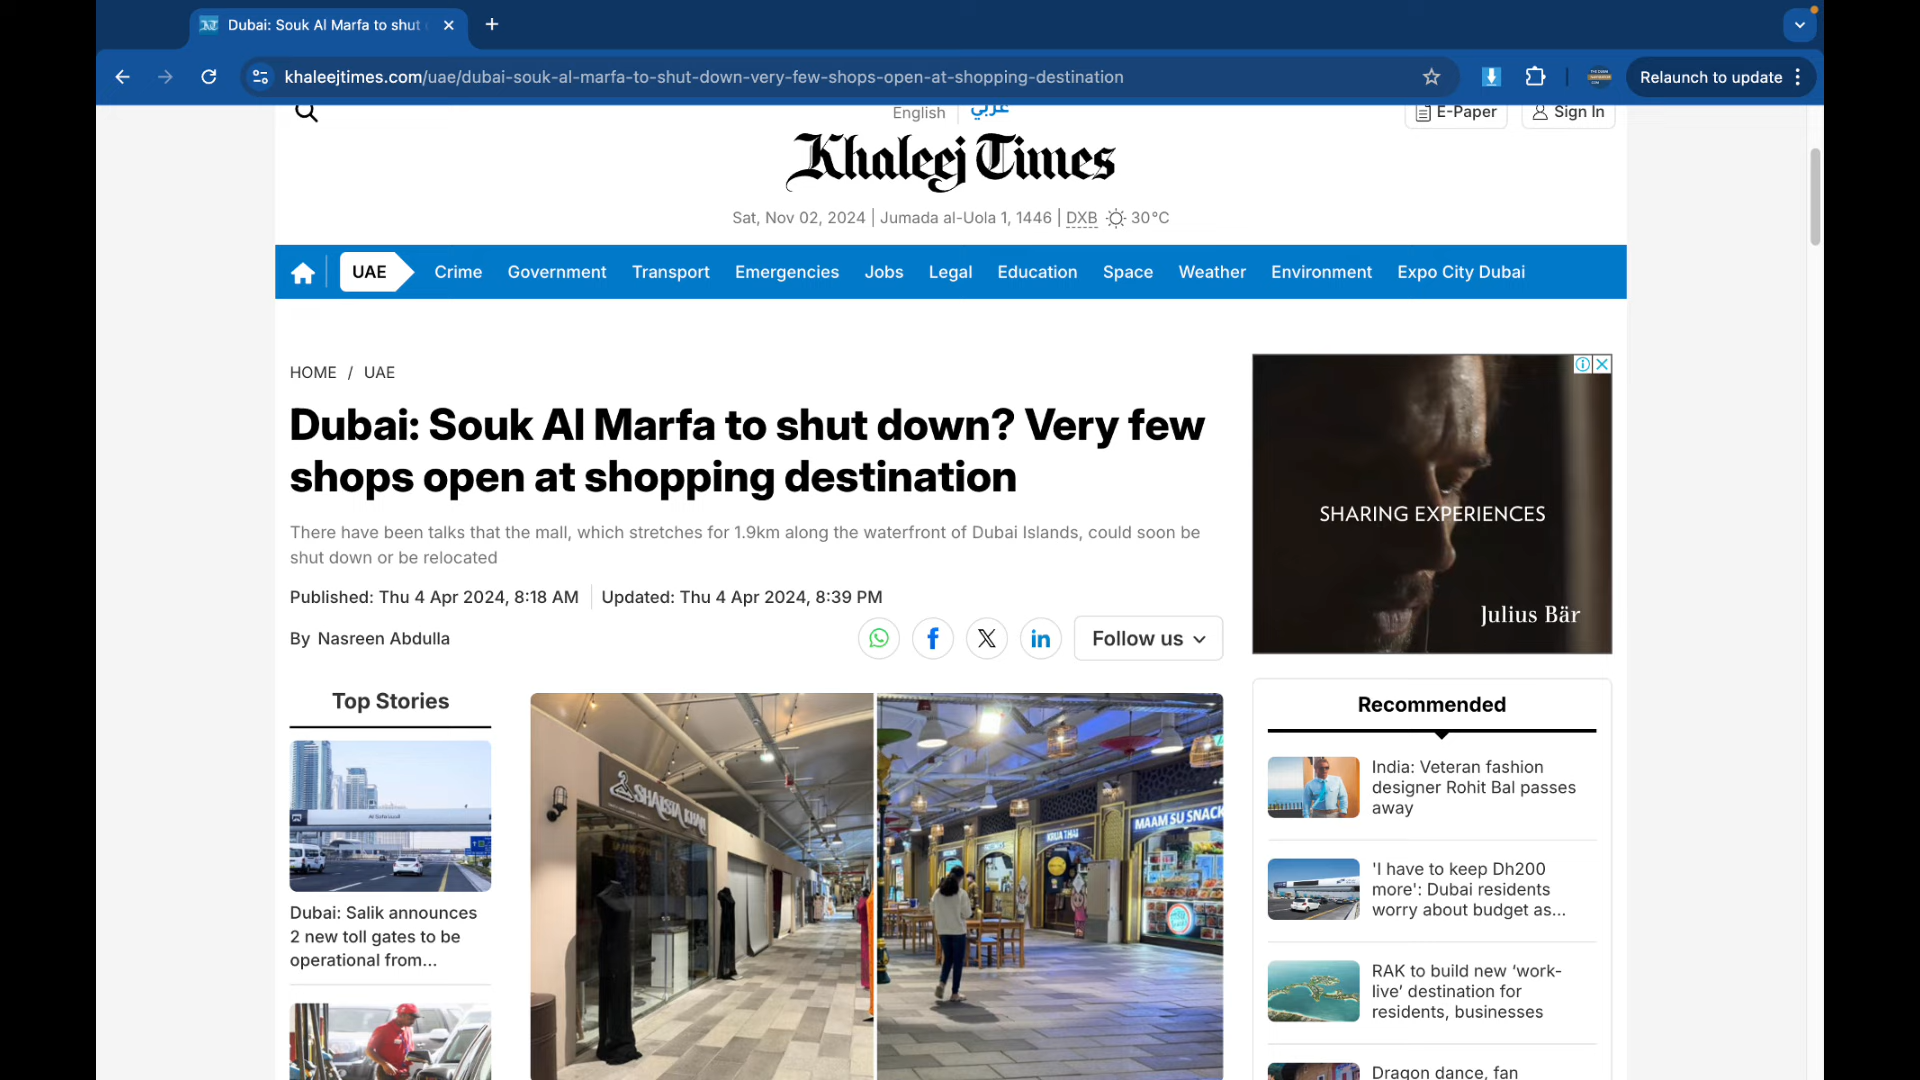 Dubai: Souk Al Marfa to shut
khaleejtimes.com/uae/dubai-souk-al-marfa-to-shut-down-very-few-shops-open-at-shopping-destination
Relaunch to update
English
عربي
E-Paper
Sign In
Khaleej Times
Sat, Nov 02, 2024 | Jumada al-Uola 1, 1446 | DXB 30°C
UAE Crime Government Transport Emergencies Jobs Legal Education Space Weather Environment Expo City Dubai
HOME / UAE
Dubai: Souk Al Marfa to shut down? Very few
shops open at shopping destination
There have been talks that the mall, which stretches for 1.9km along the waterfront of Dubai Islands, could soon be
shut down or be relocated
Published: Thu 4 Apr 2024, 8:18 AM | Updated: Thu 4 Apr 2024, 8:39 PM
By Nasreen Abdulla
Follow us
SHARING EXPERIENCES
Julius Bär
Top Stories
Dubai: Salik announces
2 new toll gates to be
operational from...
SHAISTA KHAN
KRUA THAI
MAAM SU SNACK
Recommended
India: Veteran fashion
designer Rohit Bal passes
away
'I have to keep Dh200
more': Dubai residents
worry about budget as...
RAK to build new ‘work-
live’ destination for
residents, businesses
Dragon dance, fan